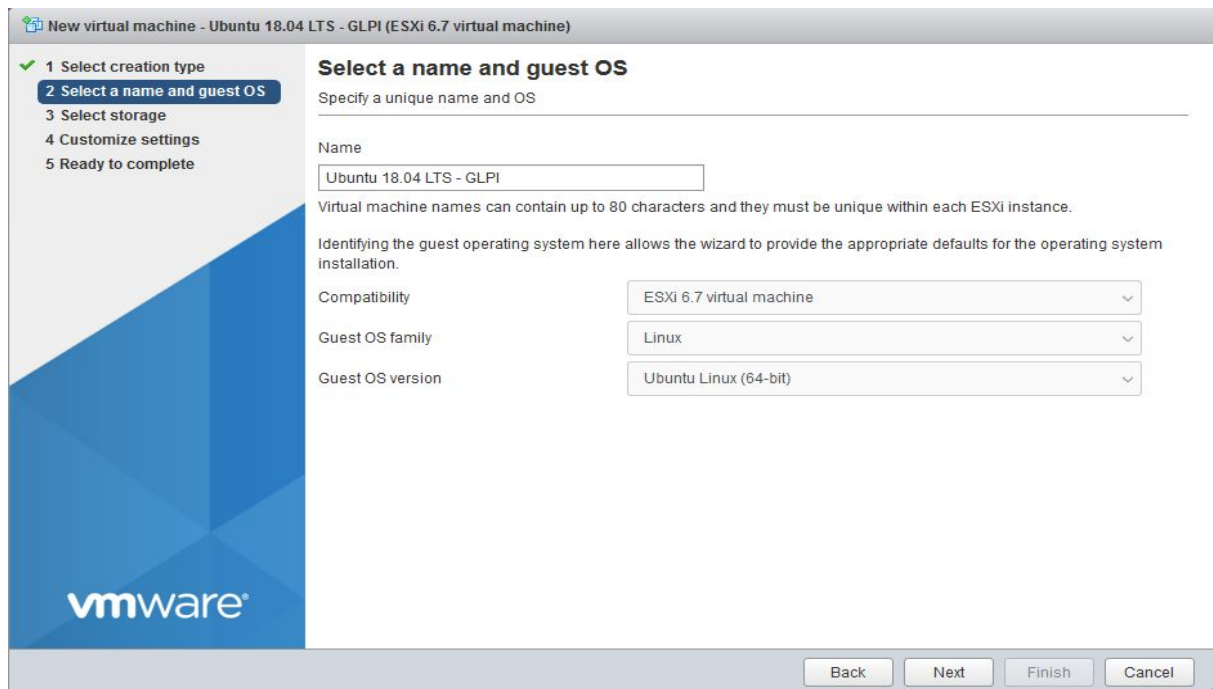 New virtual machine - Ubuntu 18.04 LTS - GLPI (ESXi 6.7 virtual machine)
1 Select creation type
2 Select a name and guest OS
3 Select storage
4 Customize settings
5 Ready to complete
Select a name and guest OS
Specify a unique name and OS
Name
Ubuntu 18.04 LTS - GLPI
Virtual machine names can contain up to 80 characters and they must be unique within each ESXi instance.
Identifying the guest operating system here allows the wizard to provide the appropriate defaults for the operating system
installation.
Compatibility
ESXi 6.7 virtual machine
Guest OS family
Linux
Guest OS version
Ubuntu Linux (64-bit)
vmware®
Back
Next
Finish
Cancel